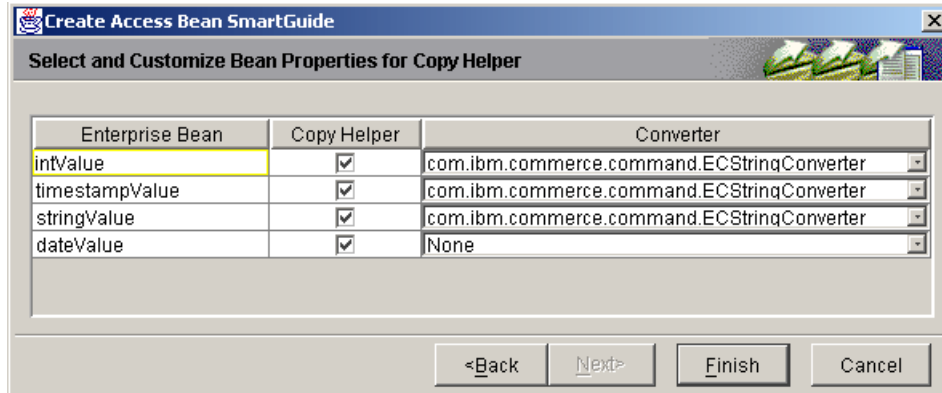 Create Access Bean SmartGuide
Select and Customize Bean Properties for Copy Helper
Enterprise Bean Copy Helper Converter
intValue com.ibm.commerce.command.ECStringConverter
timestampValue com.ibm.commerce.command.ECStringConverter
stringValue com.ibm.commerce.command.ECStringConverter
dateValue None
<Back Next> Finish Cancel